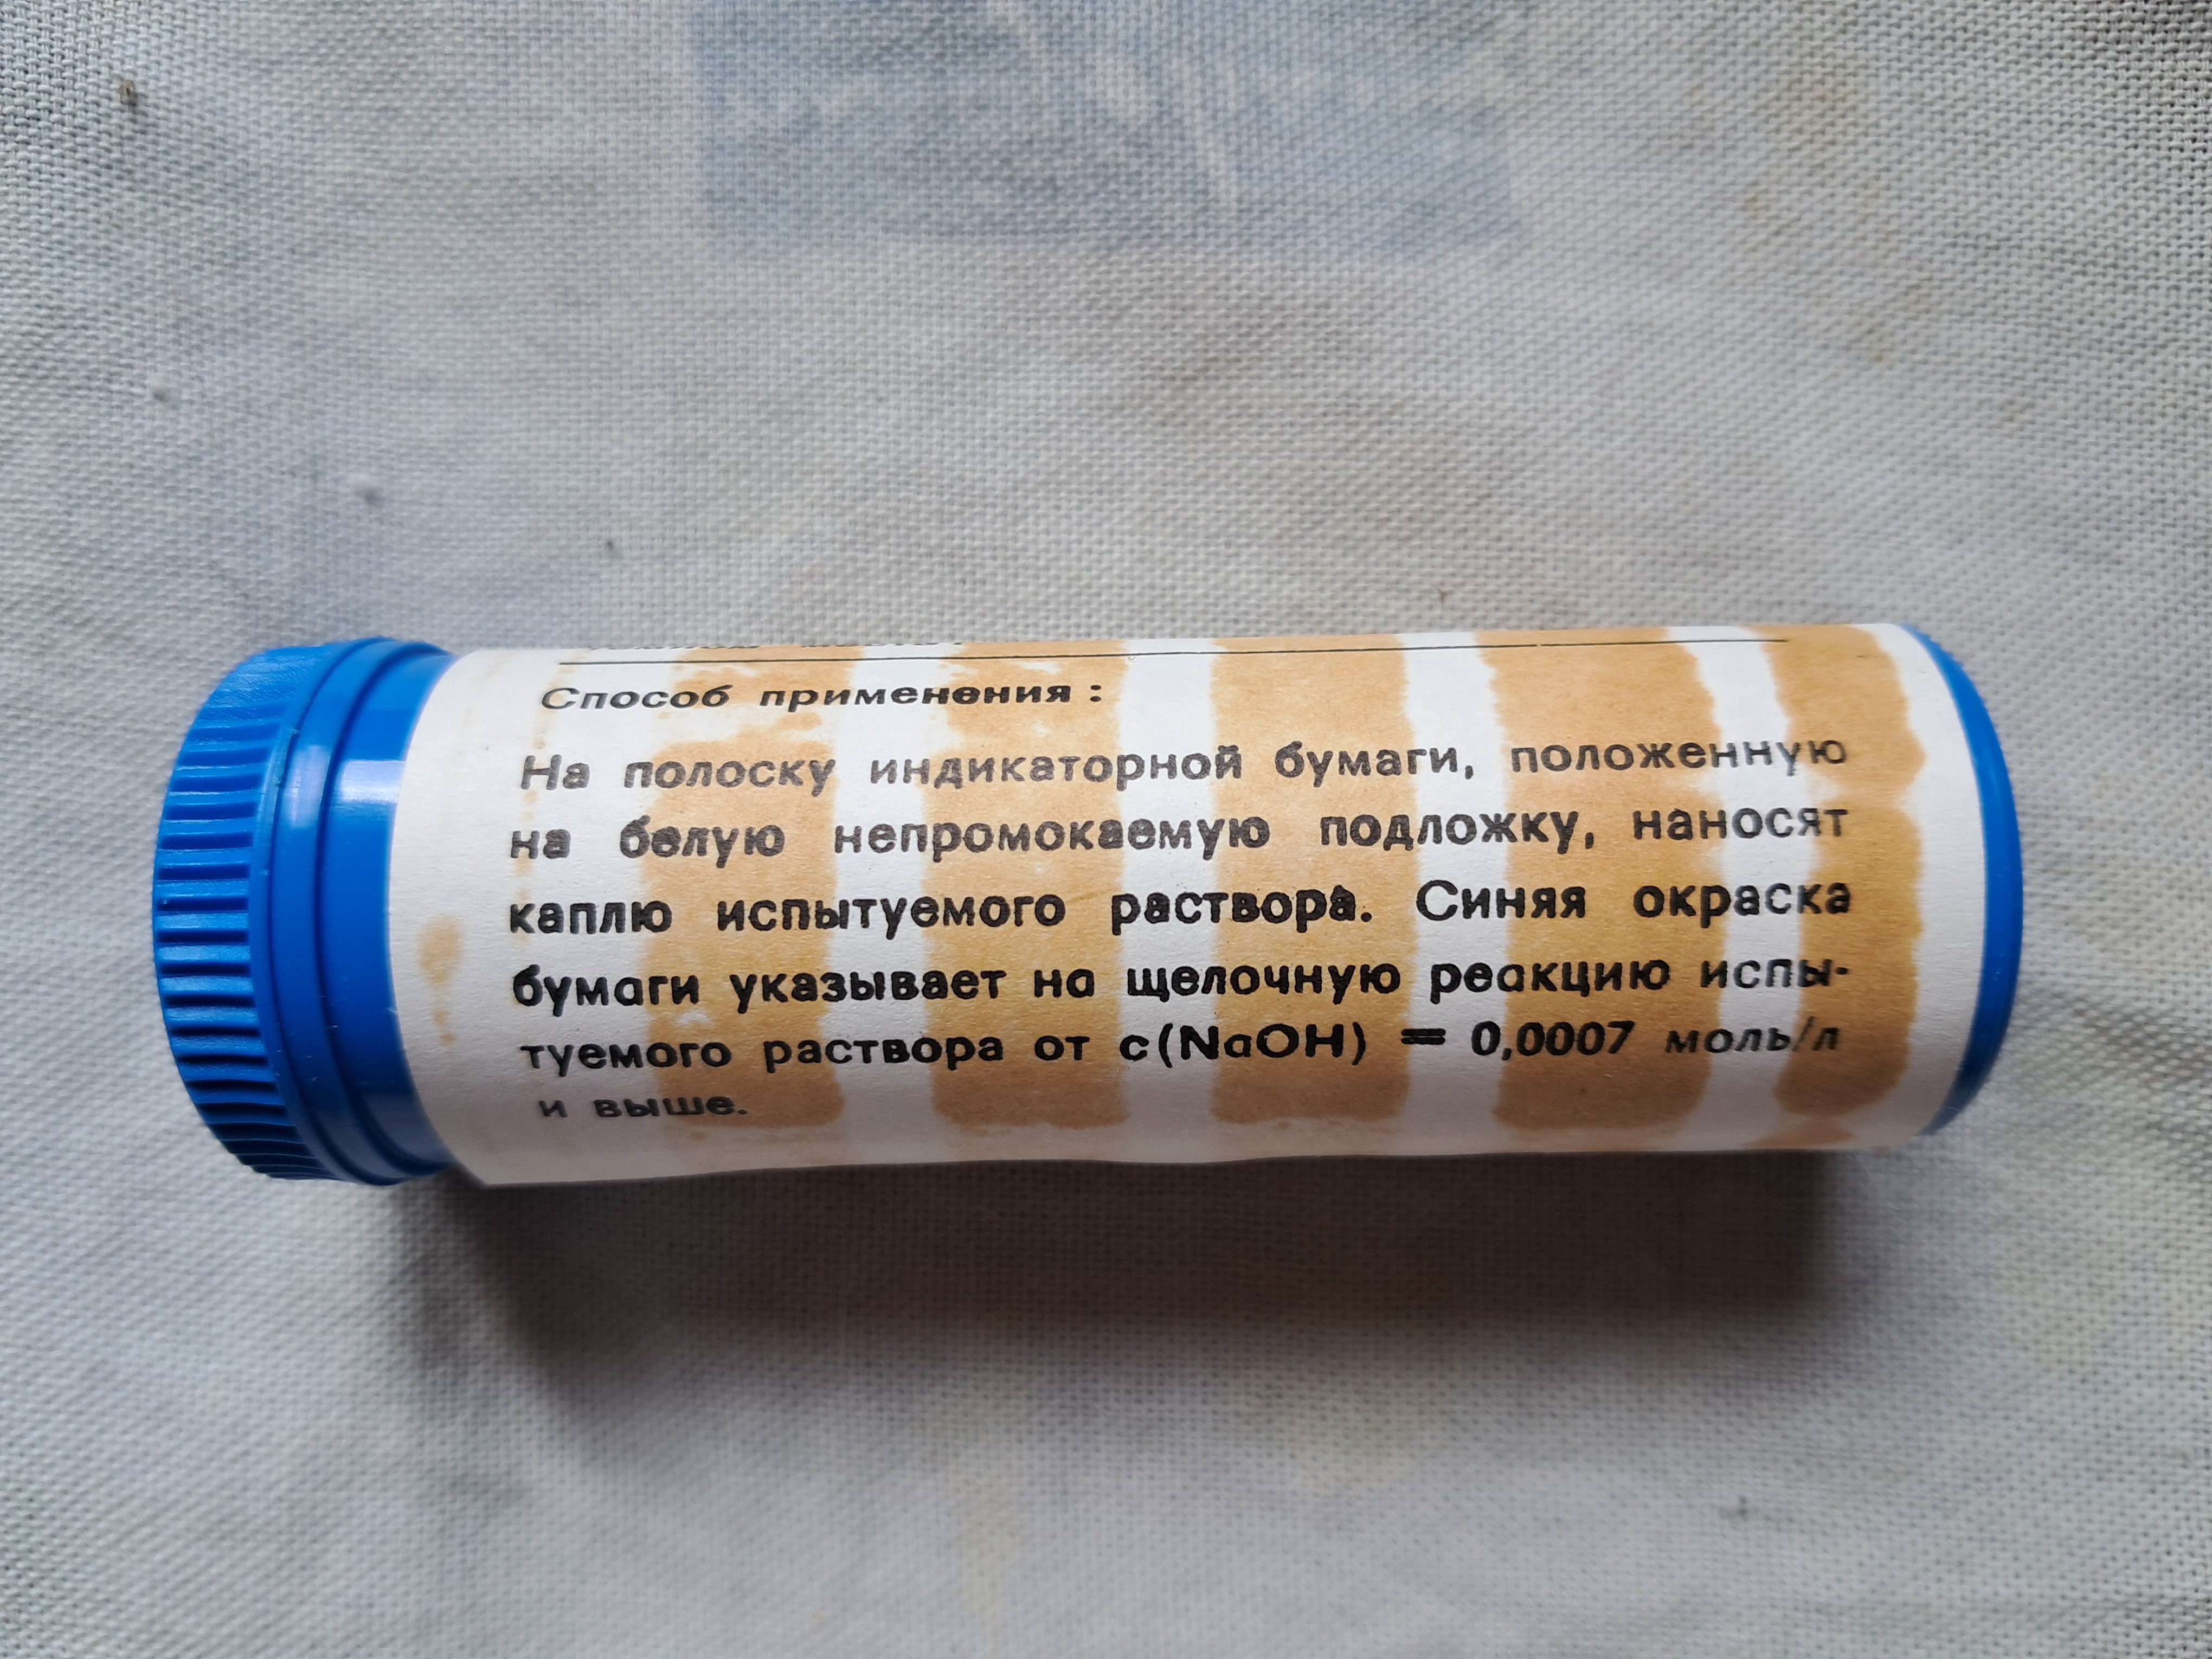 Способ применения :
На полоску индикаторной бумаги, положенную
на белую непромокаемую подложку, наносят
каплю испытуемого раствора. Синяя окраска
бумаги указывает на щелочную реакцию испы-
туемого раствора от c(NaOH) = 0,0007 моль/л
и выше.